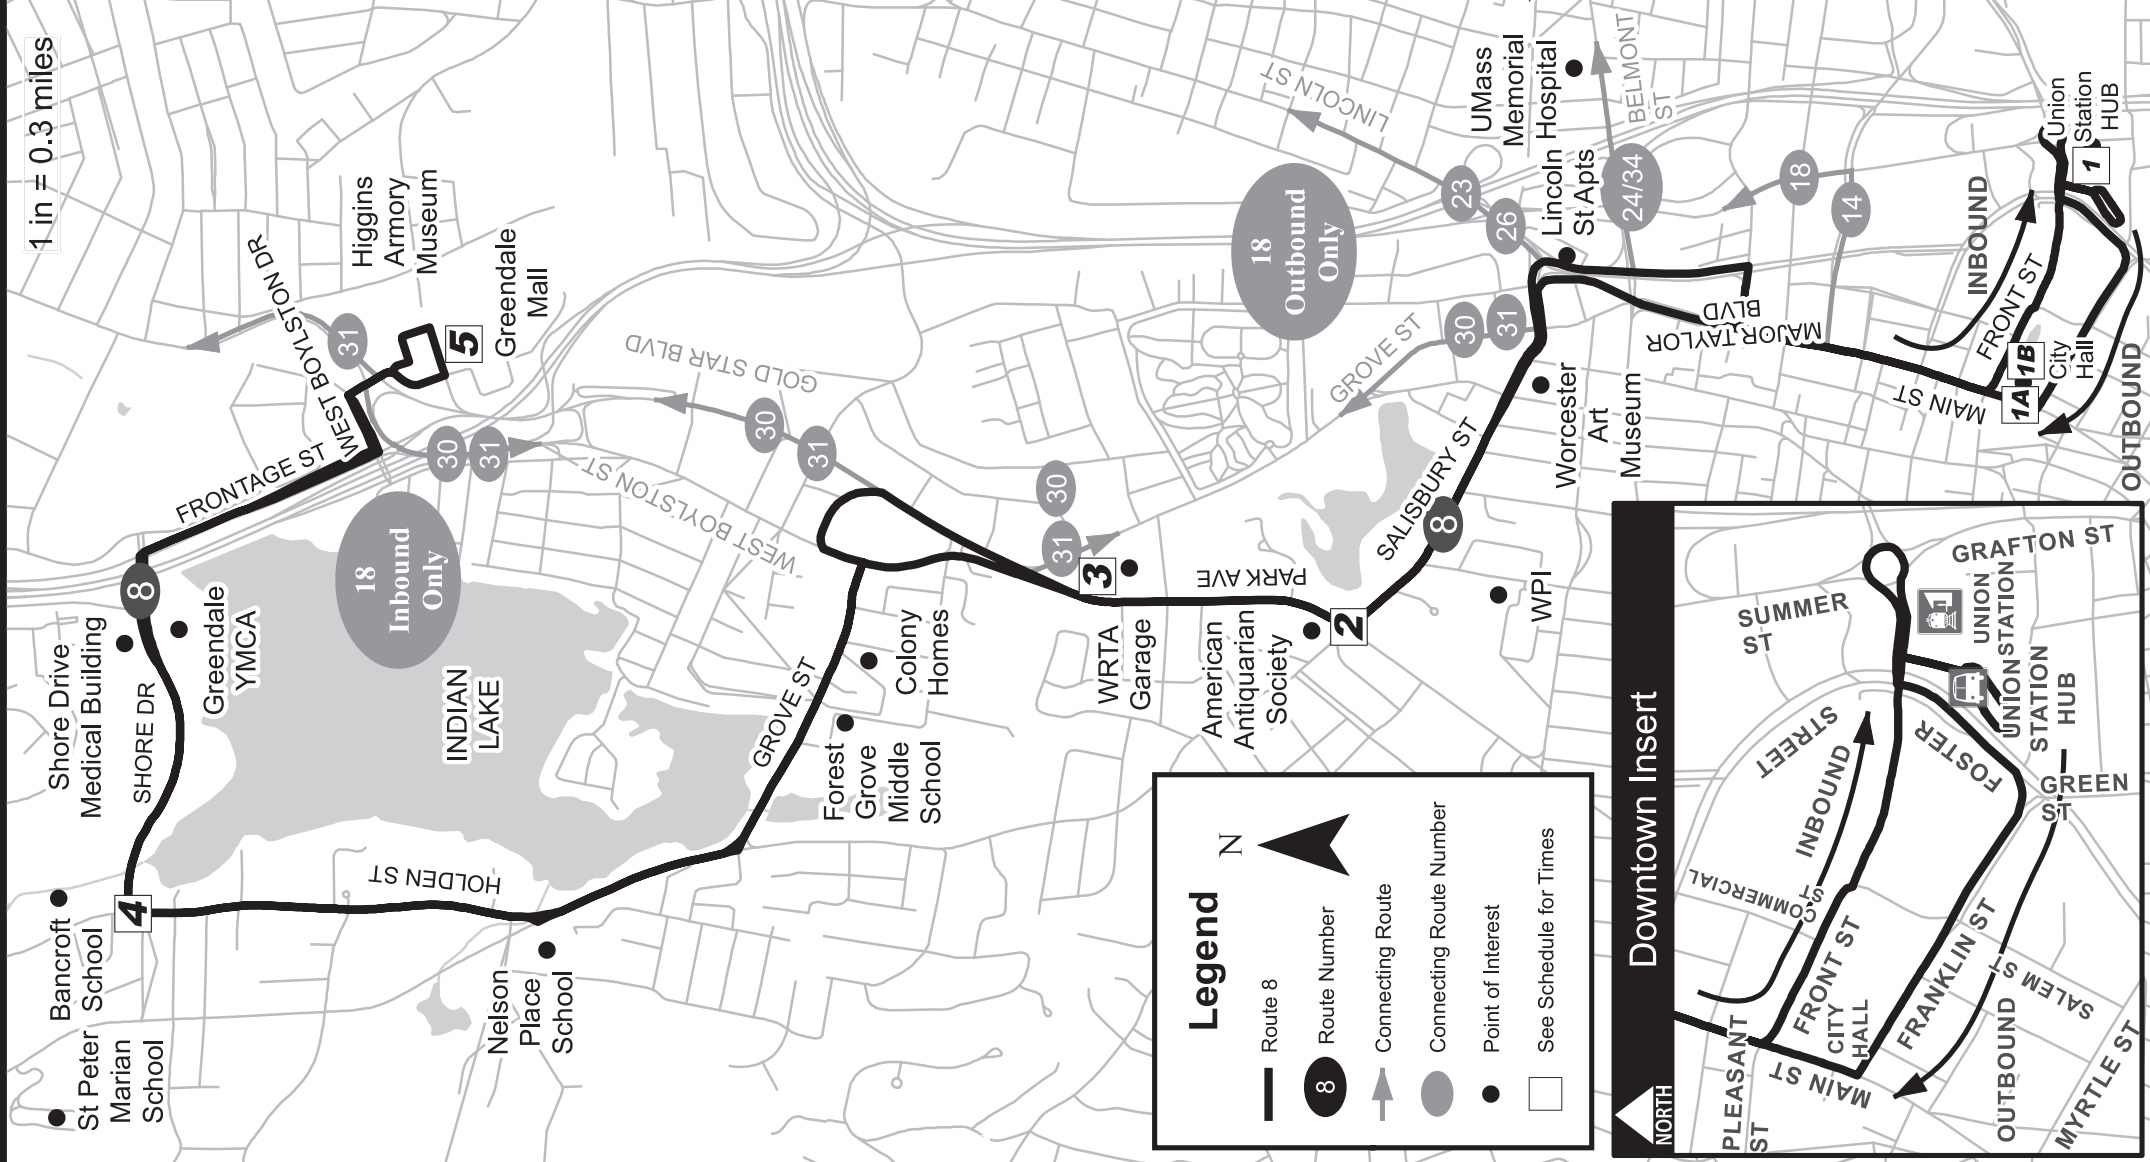 1 in = 0.3 miles
Higgins
Armory
Museum
WEST BOYLSTON DR
31
5
Greendale
Mall
FRONTAGE ST
30
31
8
Shore Drive
Medical Building
Greendale
YMCA
SHORE DR
18
Inbound
Only
INDIAN
LAKE
4
Bancroft
School
St Peter
Marian
School
HOLDEN ST
Nelson
Place
School
GROVE ST
Forest
Grove
Middle
School
Colony
Homes
WEST BOYLSTON ST
GOLD STAR BLVD
30
31
30
31
3
WRTA
Garage
PARK AVE
American
Antiquarian
Society
2
SALISBURY ST
8
WPI
Worcester
Art
Museum
GROVE ST
30
31
18
Outbound
Only
LINCOLN ST
23
26
UMass
Memorial
Hospital
Lincoln
St Apts
BELMONT
ST
24/34
18
14
MAJOR TAYLOR
BLVD
MAIN ST
INBOUND
FRONT ST
1A
1B
City
Hall
OUTBOUND
Union
Station
HUB
1
Legend
N
Route 8
8
Route Number
Connecting Route
Connecting Route Number
Point of Interest
See Schedule for Times
Downtown Insert
NORTH
SUMMER
ST
GRAFTON ST
UNION
STATION
UNION
STATION
HUB
STREET
FOSTER
INBOUND
GREEN
ST
COMMERCIAL
ST
FRONT ST
FRANKLIN ST
SALEM ST
CITY
HALL
PLEASANT
ST
MAIN ST
OUTBOUND
MYRTLE ST